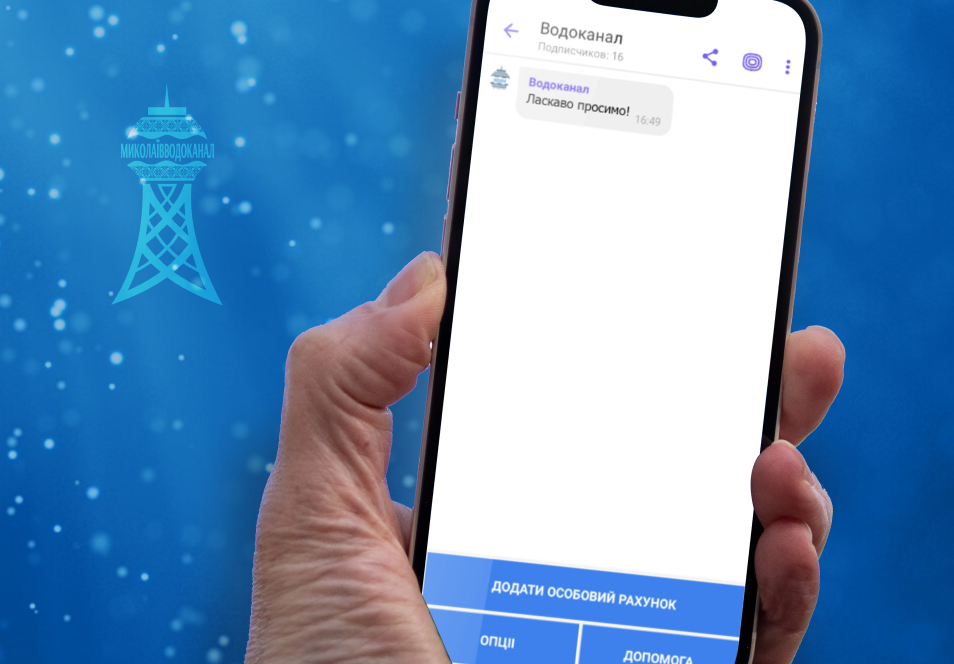 Водоканал
Подписчиков: 16
Водоканал
Ласкаво просимо!
16:49
МИКОЛАЇВВОДОКАНАЛ
ДОДАТИ ОСОБОВИЙ РАХУНОК
ОПЦІЇ
ДОПОМОГА